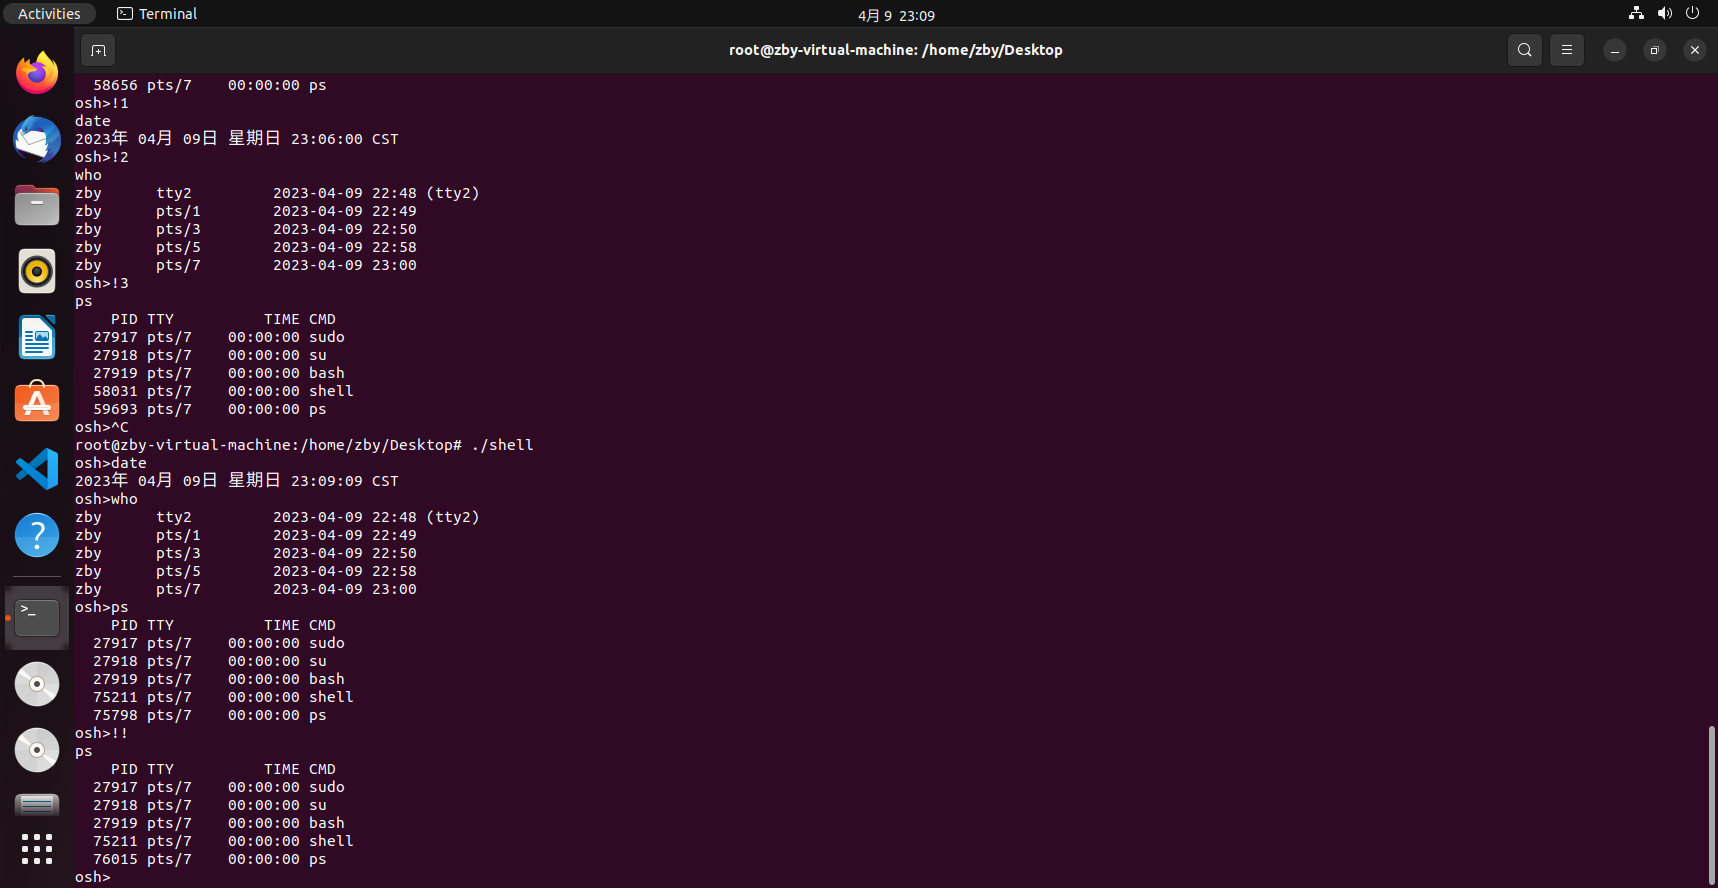 Activities Terminal 4月 9 23:09
root@zby-virtual-machine: /home/zby/Desktop
  58656 pts/7    00:00:00 ps
osh>!1
date
2023年 04月 09日 星期日 23:06:00 CST
osh>!2
who
zby      tty2         2023-04-09 22:48 (tty2)
zby      pts/1        2023-04-09 22:49
zby      pts/3        2023-04-09 22:50
zby      pts/5        2023-04-09 22:58
zby      pts/7        2023-04-09 23:00
osh>!3
ps
    PID TTY          TIME CMD
  27917 pts/7    00:00:00 sudo
  27918 pts/7    00:00:00 su
  27919 pts/7    00:00:00 bash
  58031 pts/7    00:00:00 shell
  59693 pts/7    00:00:00 ps
osh>^C
root@zby-virtual-machine:/home/zby/Desktop# ./shell
osh>date
2023年 04月 09日 星期日 23:09:09 CST
osh>who
zby      tty2         2023-04-09 22:48 (tty2)
zby      pts/1        2023-04-09 22:49
zby      pts/3        2023-04-09 22:50
zby      pts/5        2023-04-09 22:58
zby      pts/7        2023-04-09 23:00
osh>ps
    PID TTY          TIME CMD
  27917 pts/7    00:00:00 sudo
  27918 pts/7    00:00:00 su
  27919 pts/7    00:00:00 bash
  75211 pts/7    00:00:00 shell
  75798 pts/7    00:00:00 ps
osh>!!
ps
    PID TTY          TIME CMD
  27917 pts/7    00:00:00 sudo
  27918 pts/7    00:00:00 su
  27919 pts/7    00:00:00 bash
  75211 pts/7    00:00:00 shell
  76015 pts/7    00:00:00 ps
osh>